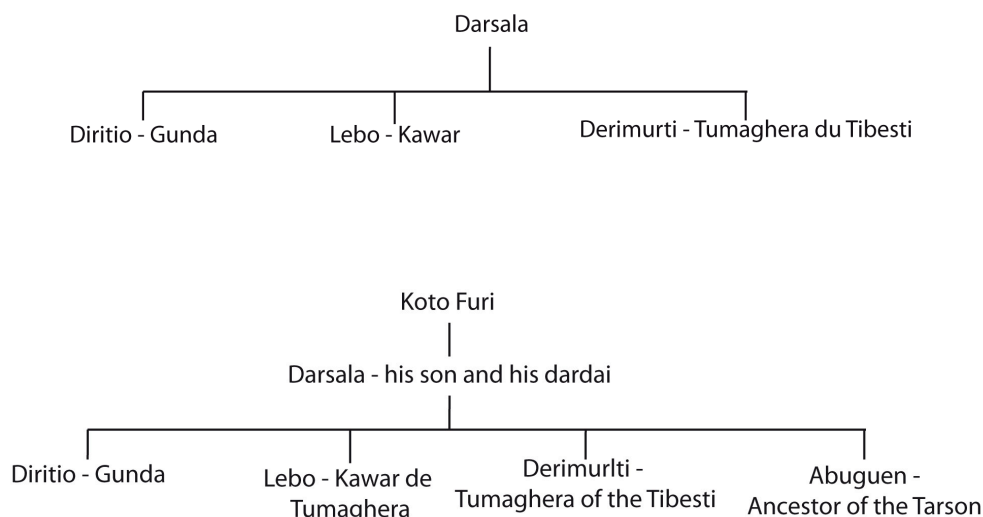 Darsala
Diritio - Gunda
Lebo - Kawar
Derimurti - Tumaghera du Tibesti
Koto Furi
Darsala - his son and his dardai
Diritio - Gunda
Lebo - Kawar de
Tumaghera
Derimurlti -
Tumaghera of the Tibesti
Abuguen -
Ancestor of the Tarson